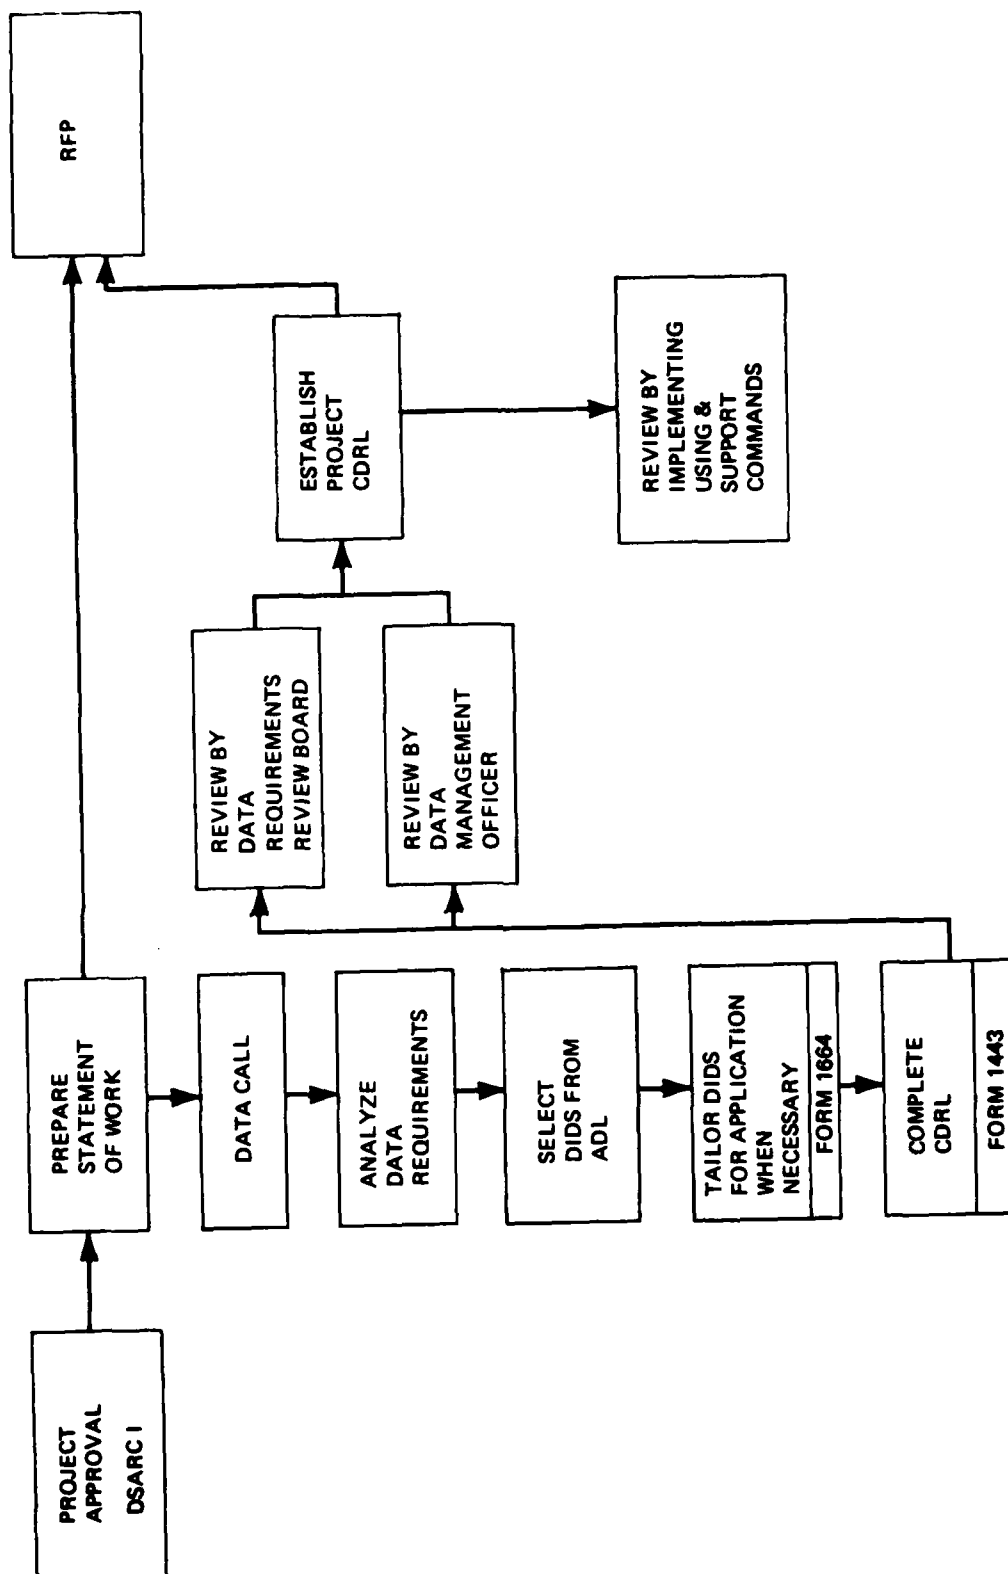 PROJECT
APPROVAL
DSARC I
PREPARE
STATEMENT
OF WORK
DATA CALL
ANALYZE
DATA
REQUIREMENTS
SELECT
DIDS FROM
ADL
TAILOR DIDS
FOR APPLICATION
WHEN
NECESSARY
FORM 1664
COMPLETE
CDRL
FORM 1443
REVIEW BY
DATA
REQUIREMENTS
REVIEW BOARD
REVIEW BY
DATA
MANAGEMENT
OFFICER
ESTABLISH
PROJECT
CDRL
REVIEW BY
IMPLEMENTING
USING &
SUPPORT
COMMANDS
RFP